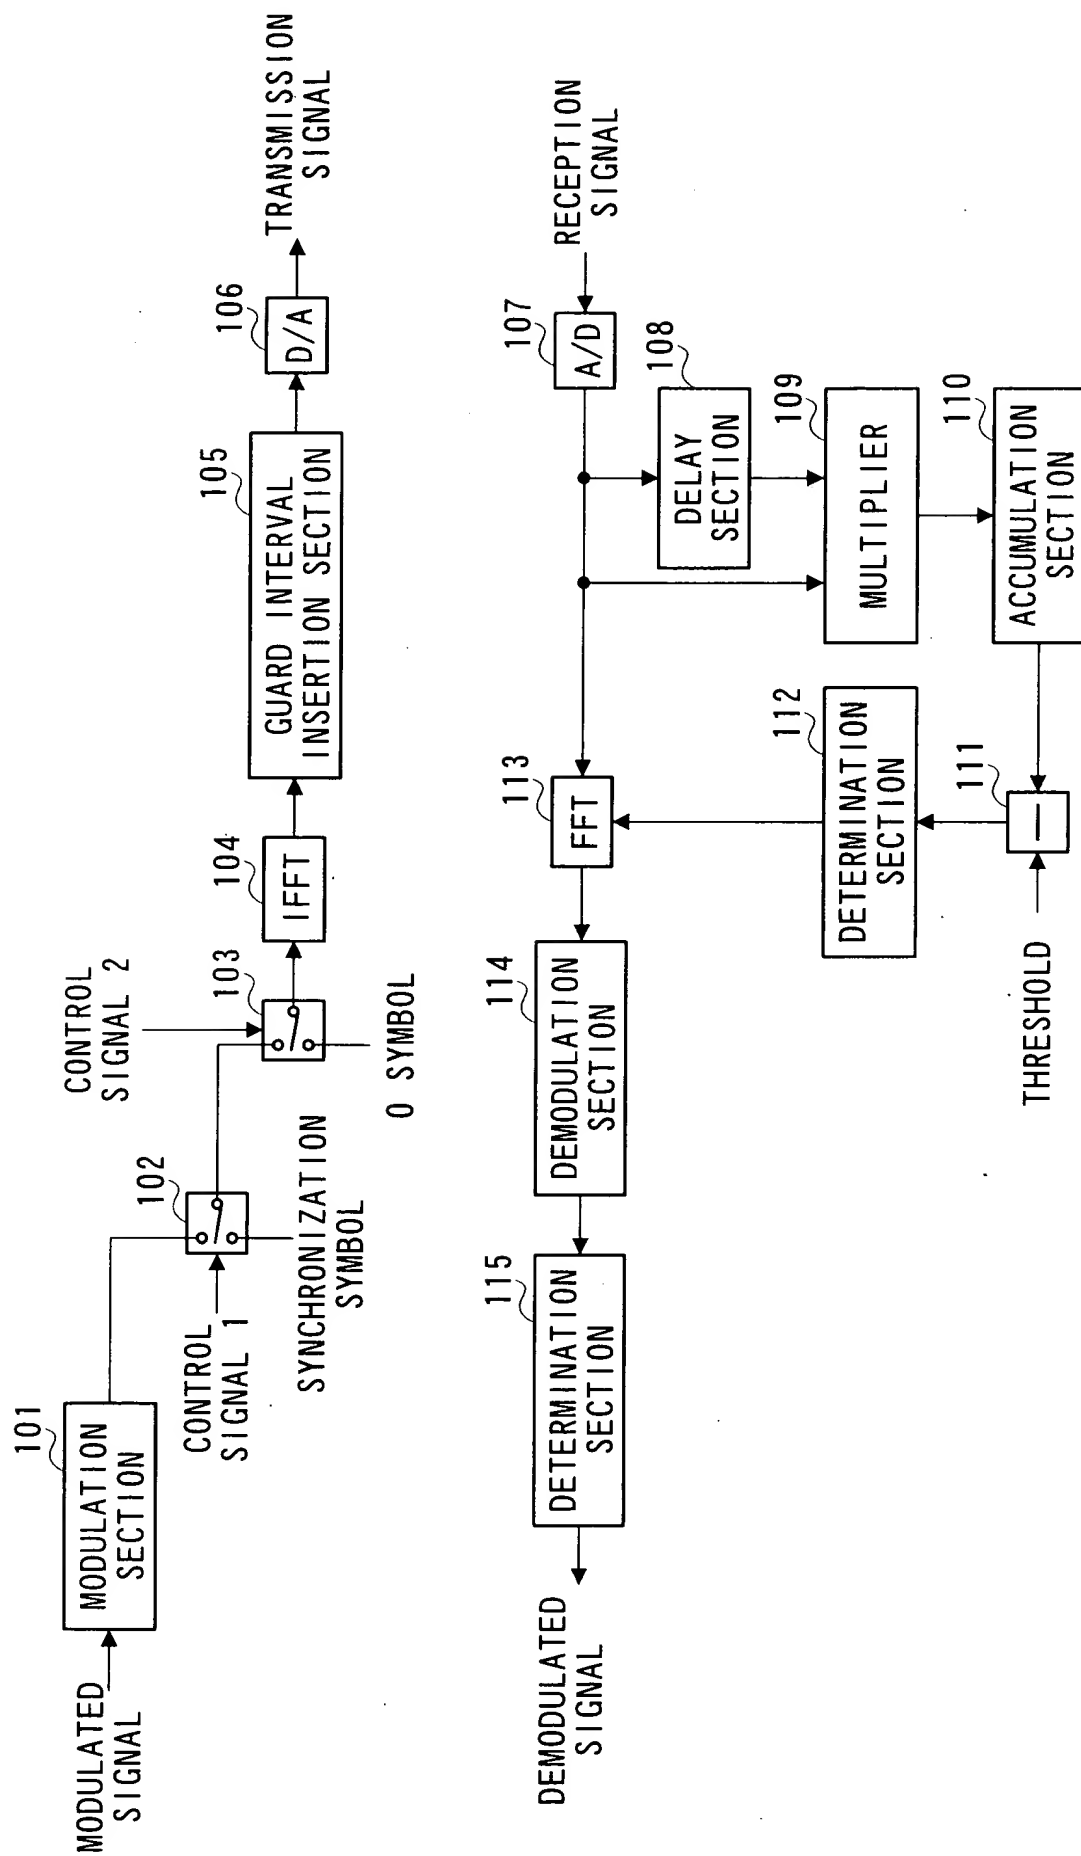 MODULATED
SIGNAL
101
MODULATION
SECTION
CONTROL
SIGNAL 1
102
SYNCHRONIZATION
SYMBOL
CONTROL
SIGNAL 2
103
0 SYMBOL
104
IFFT
105
GUARD INTERVAL
INSERTION SECTION
106
D/A
TRANSMISSION
SIGNAL
DEMODULATED
SIGNAL
115
DETERMINATION
SECTION
114
DEMODULATION
SECTION
113
FFT
107
A/D
RECEPTION
SIGNAL
108
DELAY
SECTION
109
MULTIPLIER
112
DETERMINATION
SECTION
THRESHOLD
111
110
ACCUMULATION
SECTION